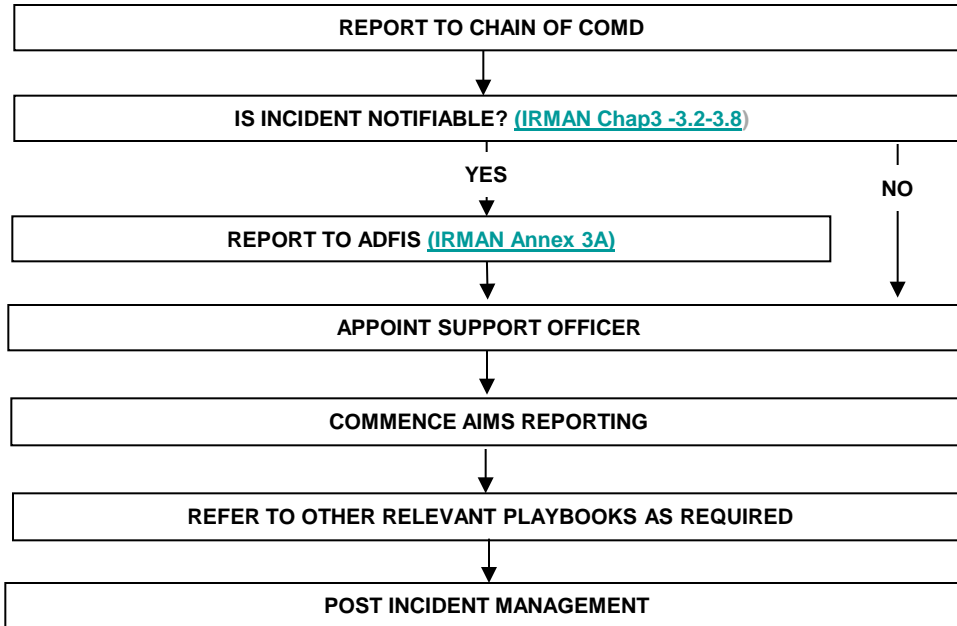 REPORT TO CHAIN OF COMD
IS INCIDENT NOTIFIABLE? (IRMAN Chap3 -3.2-3.8)
YES
NO
REPORT TO ADFIS (IRMAN Annex 3A)
APPOINT SUPPORT OFFICER
COMMENCE AIMS REPORTING
REFER TO OTHER RELEVANT PLAYBOOKS AS REQUIRED
POST INCIDENT MANAGEMENT